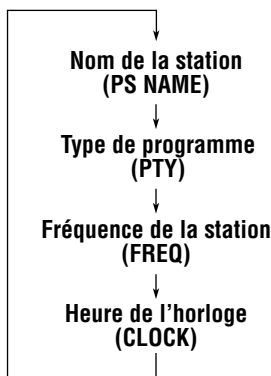 Nom de la station
(PS NAME)
Type de programme
(PTY)
Fréquence de la station
(FREQ)
Heure de l'horloge
(CLOCK)